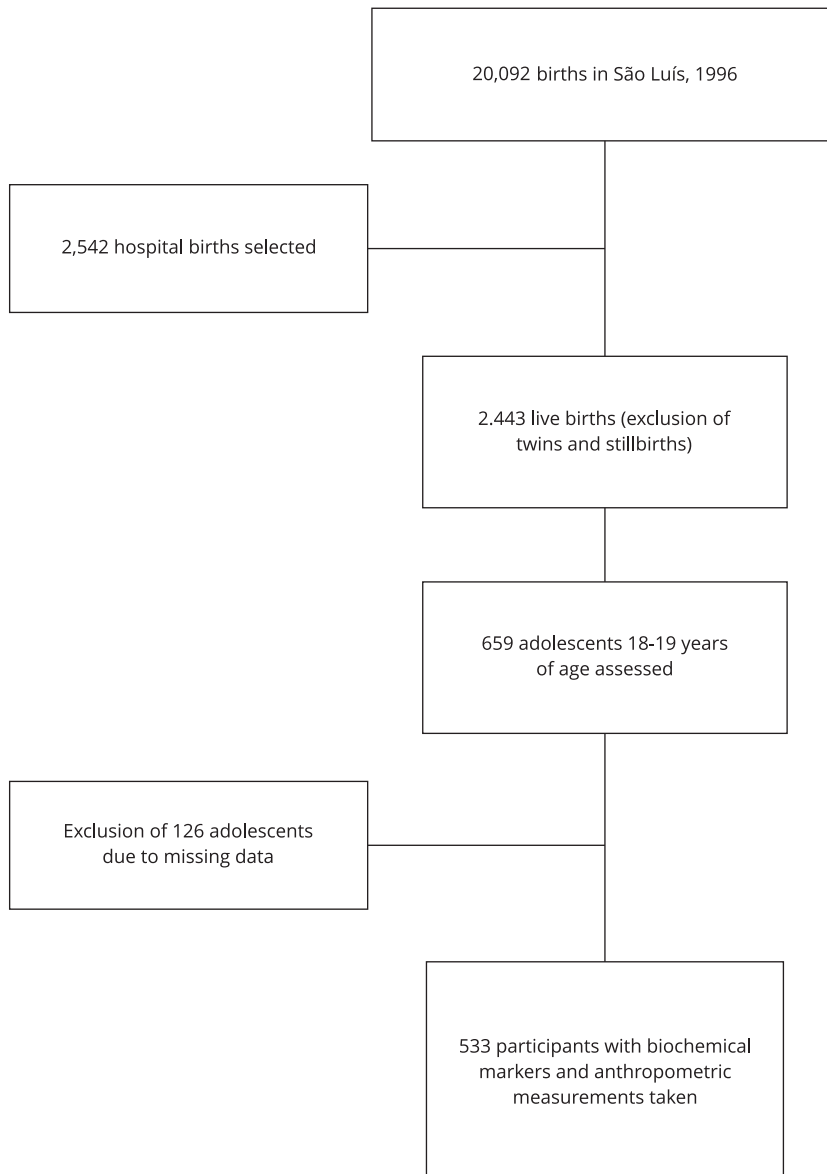 20,092 births in São Luís, 1996
2,542 hospital births selected
2.443 live births (exclusion of
twins and stillbirths)
659 adolescents 18-19 years
of age assessed
Exclusion of 126 adolescents
due to missing data
533 participants with biochemical
markers and anthropometric
measurements taken